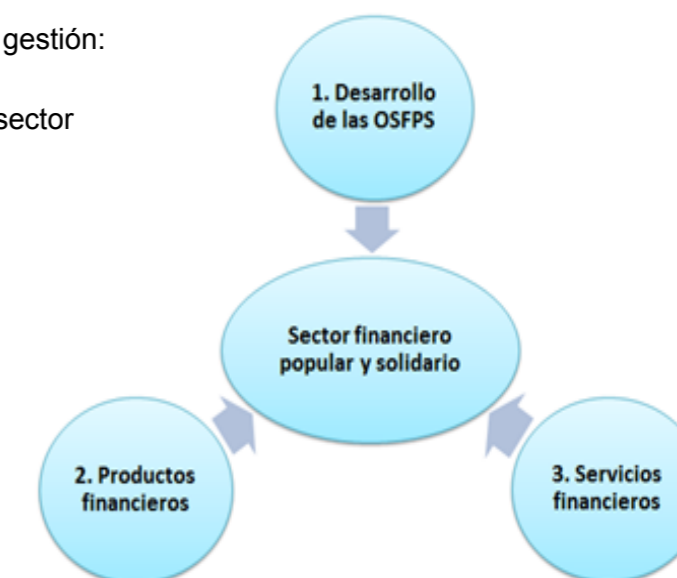 gestión:
sector
1. Desarrollo
de las OSFPS
Sector financiero
popular y solidario
2. Productos
financieros
3. Servicios
financieros